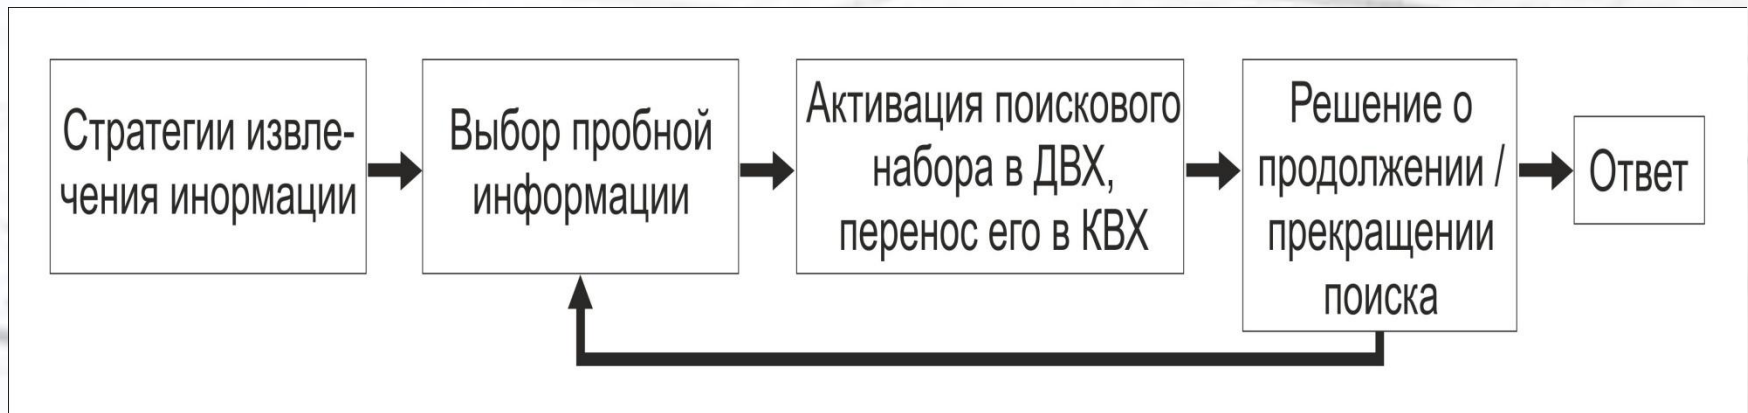 Стратегии извле-
чения инормации
Выбор пробной
информации
Активация поискового
набора в ДВХ,
перенос его в КВХ
Решение о
продолжении /
прекращении
поиска
Ответ